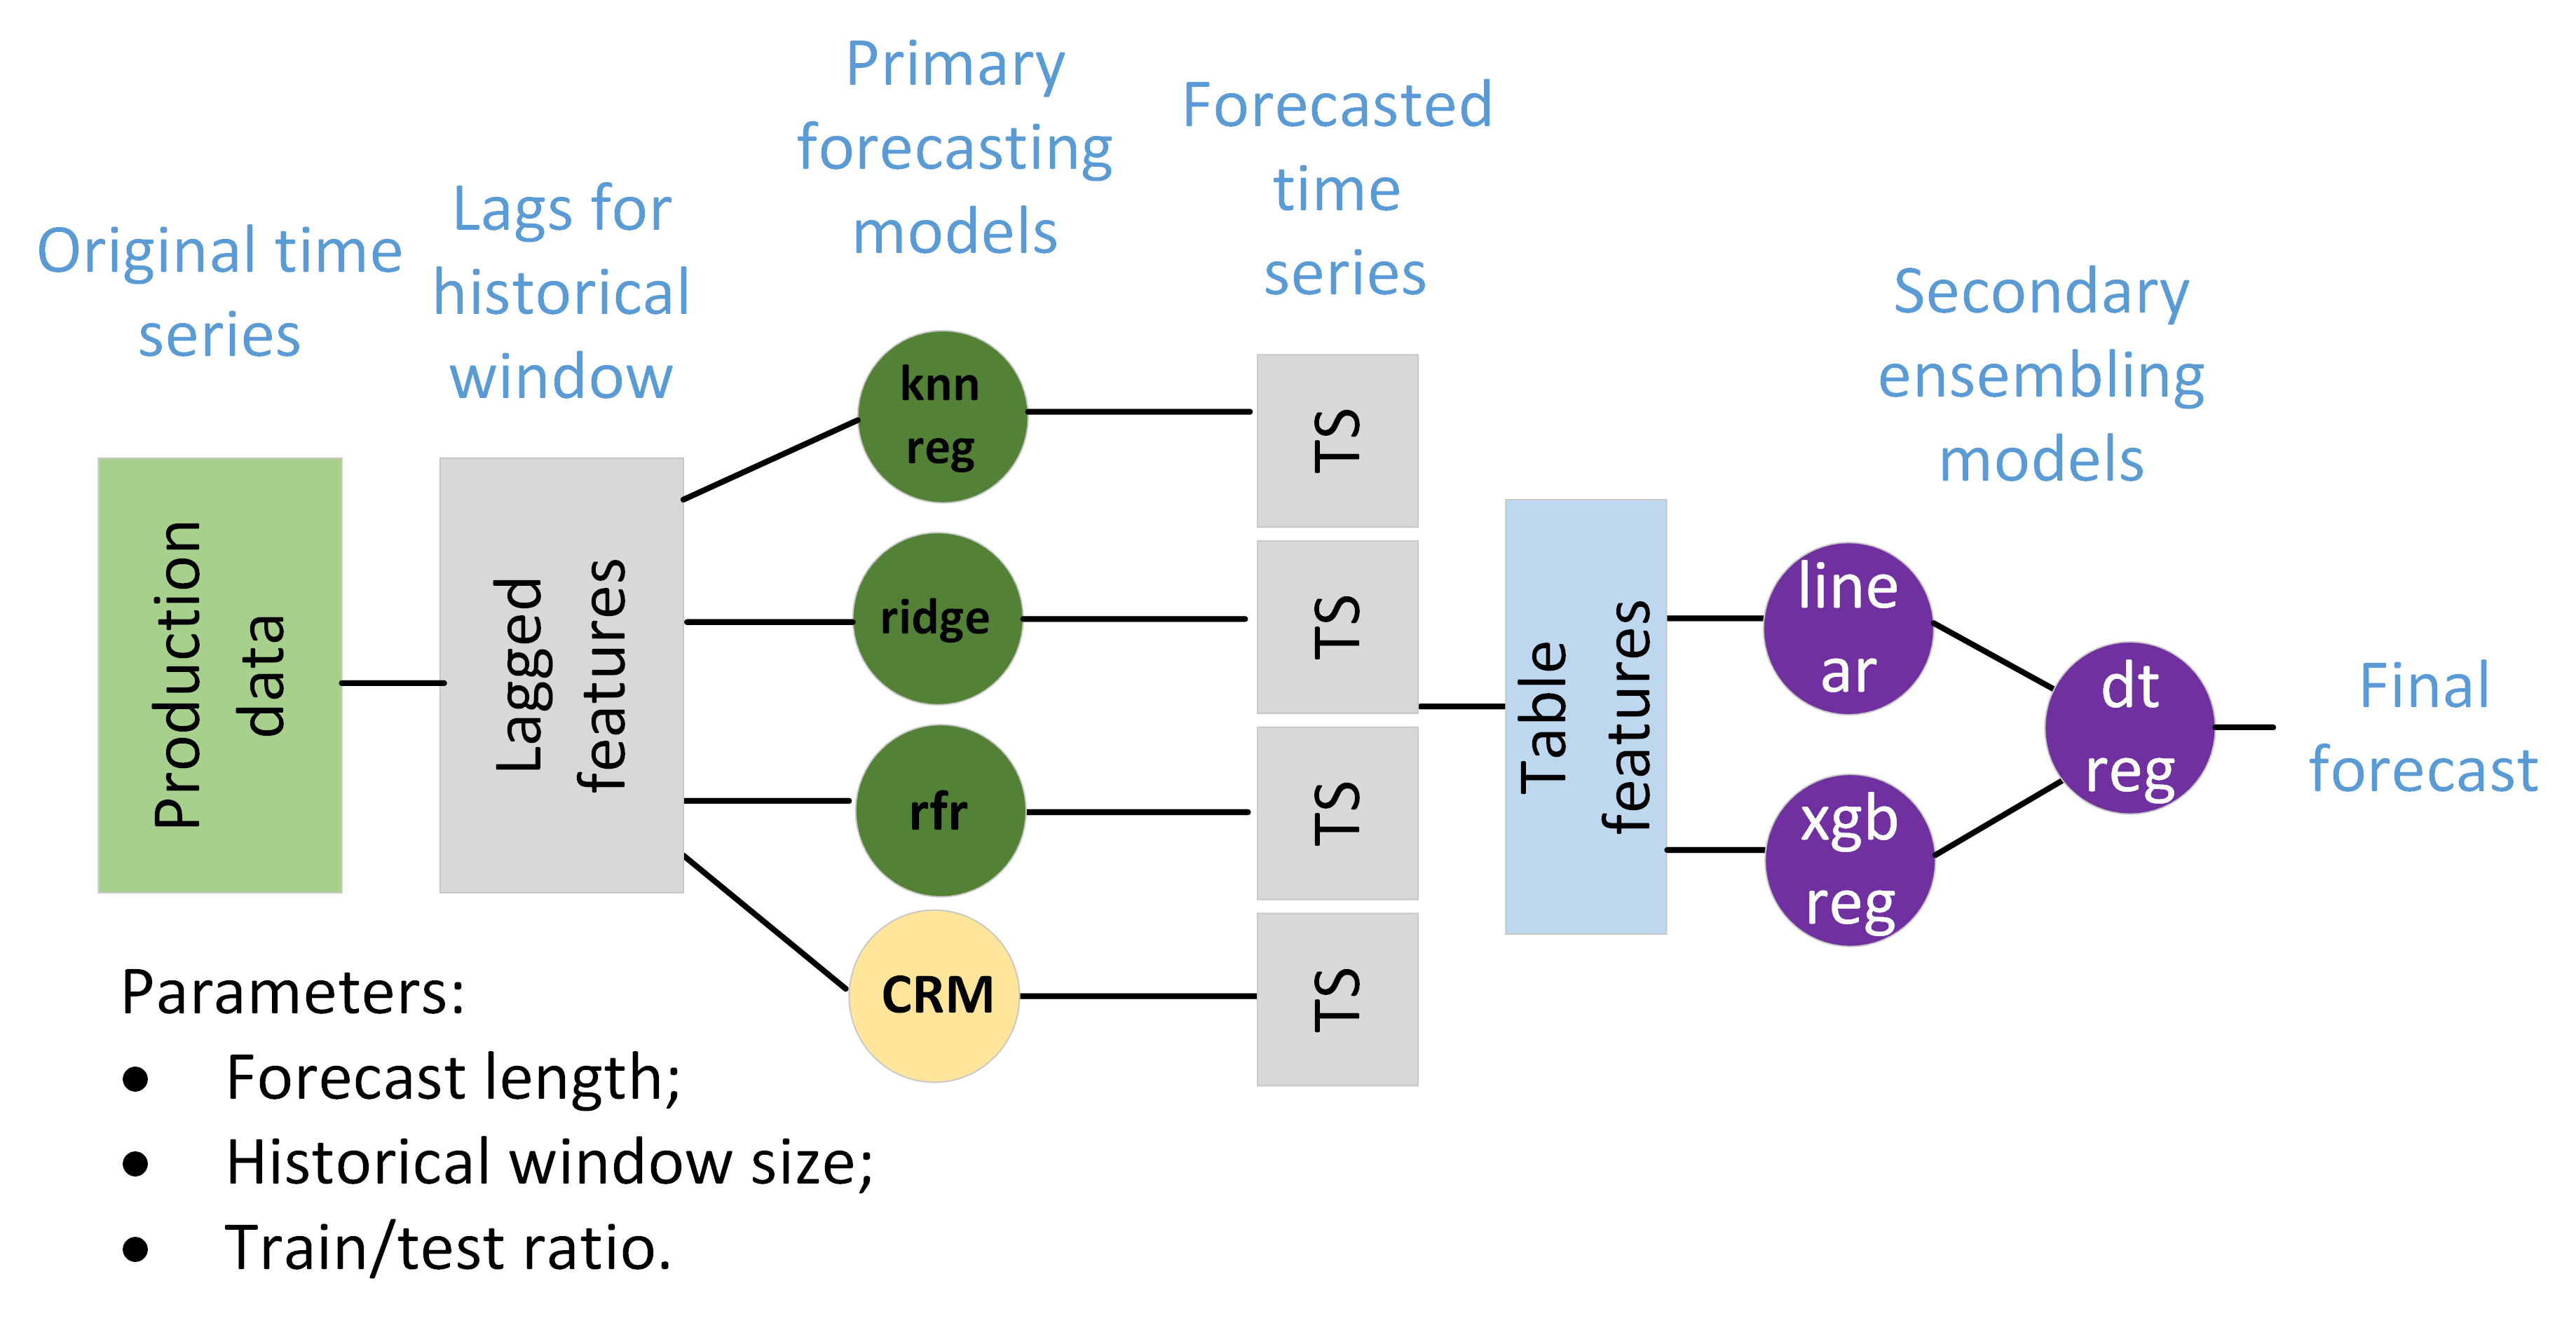 Original time
series
Lags for
historical
window
Primary
forecasting
models
Forecasted
time
series
Secondary
ensembling
models
Production
data
Lagged
features
knn
reg
ridge
rfr
CRM
TS
TS
TS
TS
Table
features
line
ar
xgb
reg
dt
reg
Final
forecast
Parameters:
• Forecast length;
• Historical window size;
• Train/test ratio.